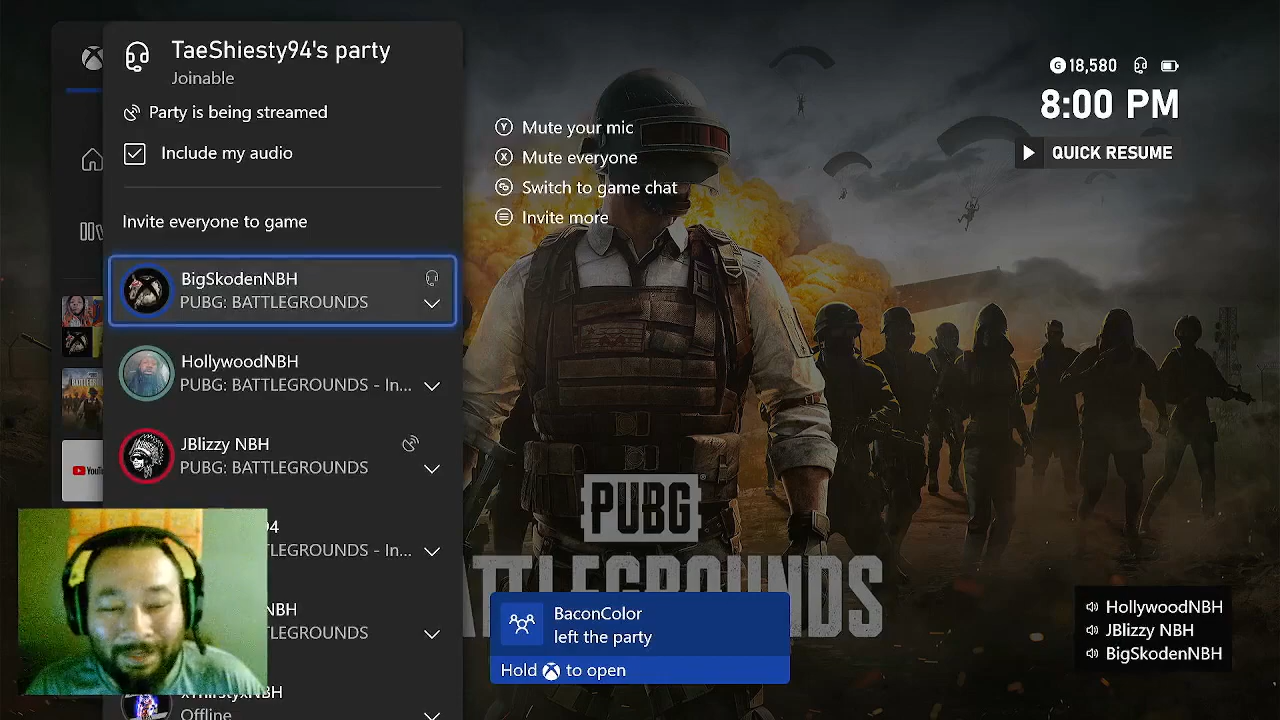 TaeShiesty94's party
Joinable
Party is being streamed
Include my audio
Invite everyone to game
BigSkodenNBH
PUBG: BATTLEGROUNDS
HollywoodNBH
PUBG: BATTLEGROUNDS - In...
JBlizzy NBH
PUBG: BATTLEGROUNDS
94
TLEGROUNDS - In...
NBH
TLEGROUNDS
xThirstyxNBH
Offline
Mute your mic
Mute everyone
Switch to game chat
Invite more
G 18,580
8:00 PM
QUICK RESUME
PUBG
BATTLEGROUNDS
BaconColor
left the party
Hold to open
HollywoodNBH
JBlizzy NBH
BigSkodenNBH